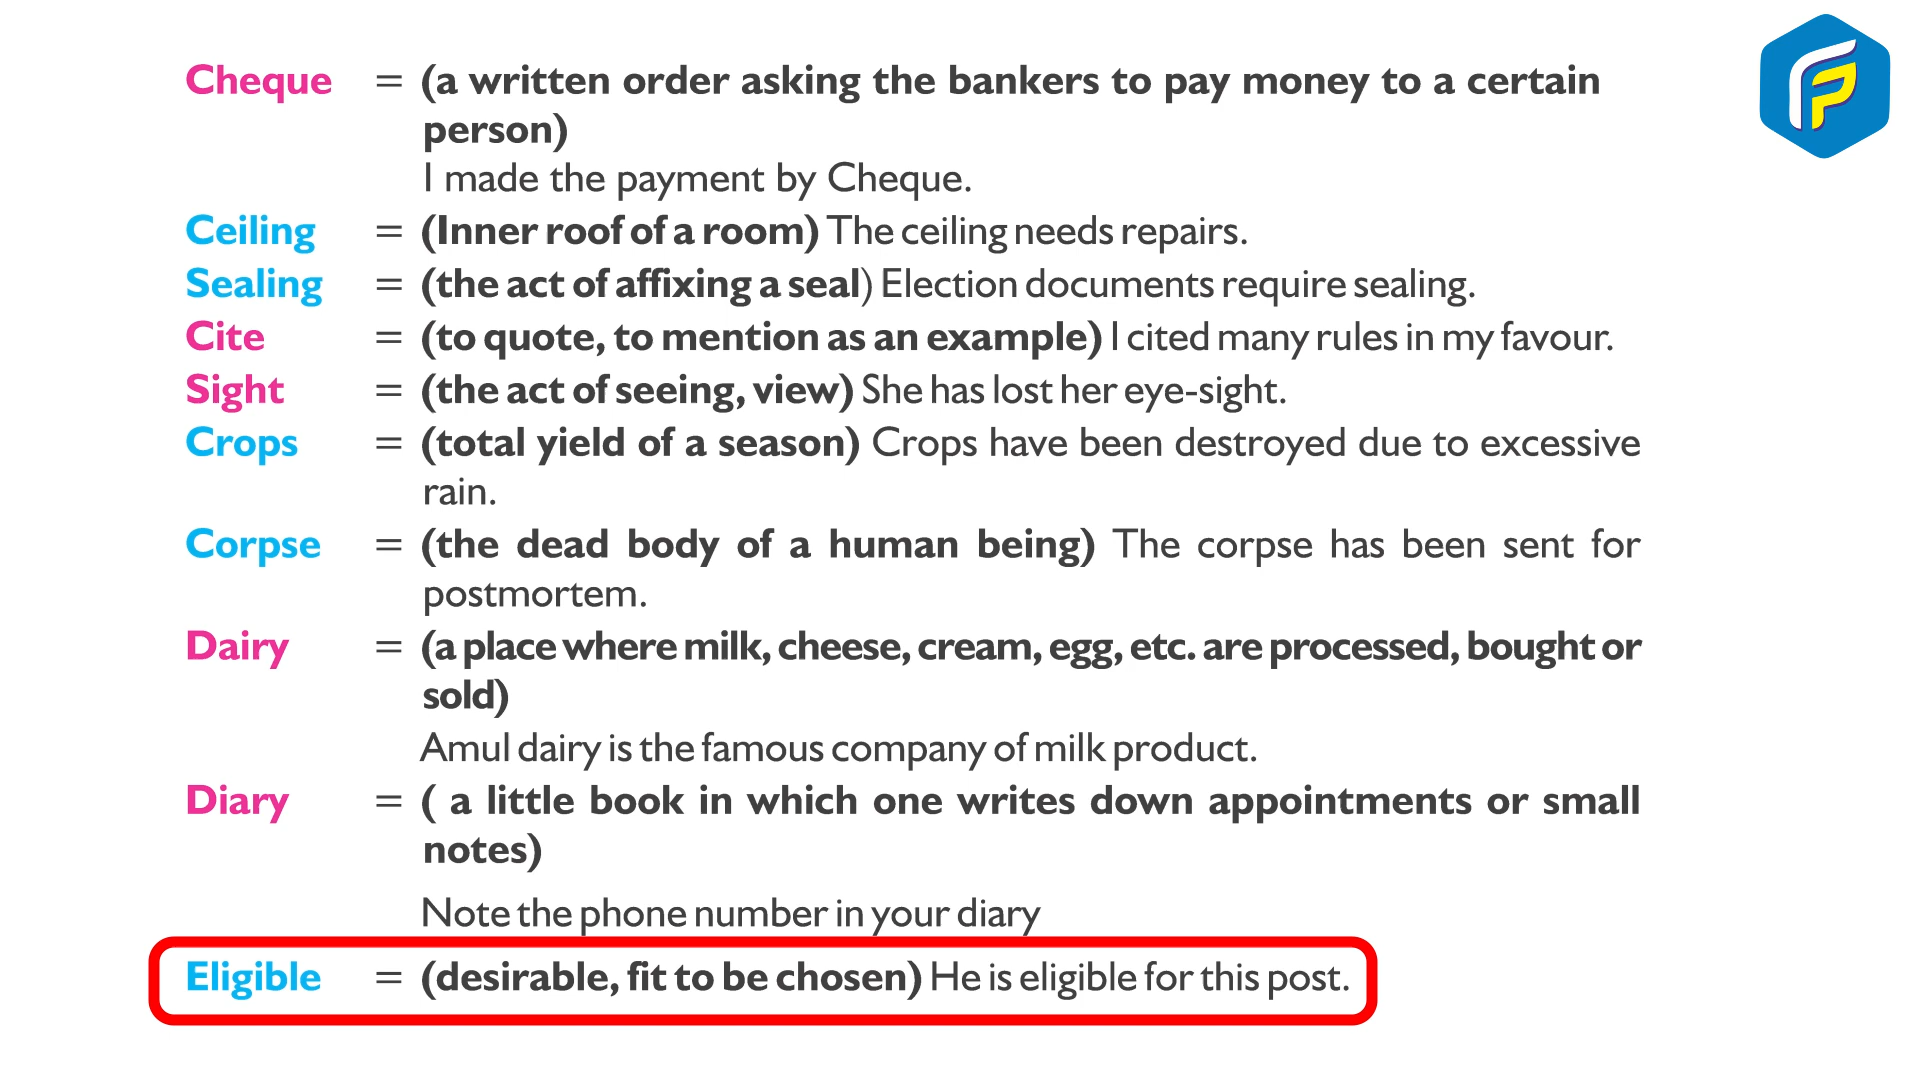 Cheque = (a written order asking the bankers to pay money to a certain
person)
I made the payment by Cheque.
Ceiling = (Inner roof of a room) The ceiling needs repairs.
Sealing = (the act of affixing a seal) Election documents require sealing.
Cite = (to quote, to mention as an example) I cited many rules in my favour.
Sight = (the act of seeing, view) She has lost her eye-sight.
Crops = (total yield of a season) Crops have been destroyed due to excessive
rain.
Corpse = (the dead body of a human being) The corpse has been sent for
postmortem.
Dairy = (a place where milk, cheese, cream, egg, etc. are processed, bought or
sold)
Amul dairy is the famous company of milk product.
Diary = ( a little book in which one writes down appointments or small
notes)
Note the phone number in your diary
Eligible = (desirable, fit to be chosen) He is eligible for this post.